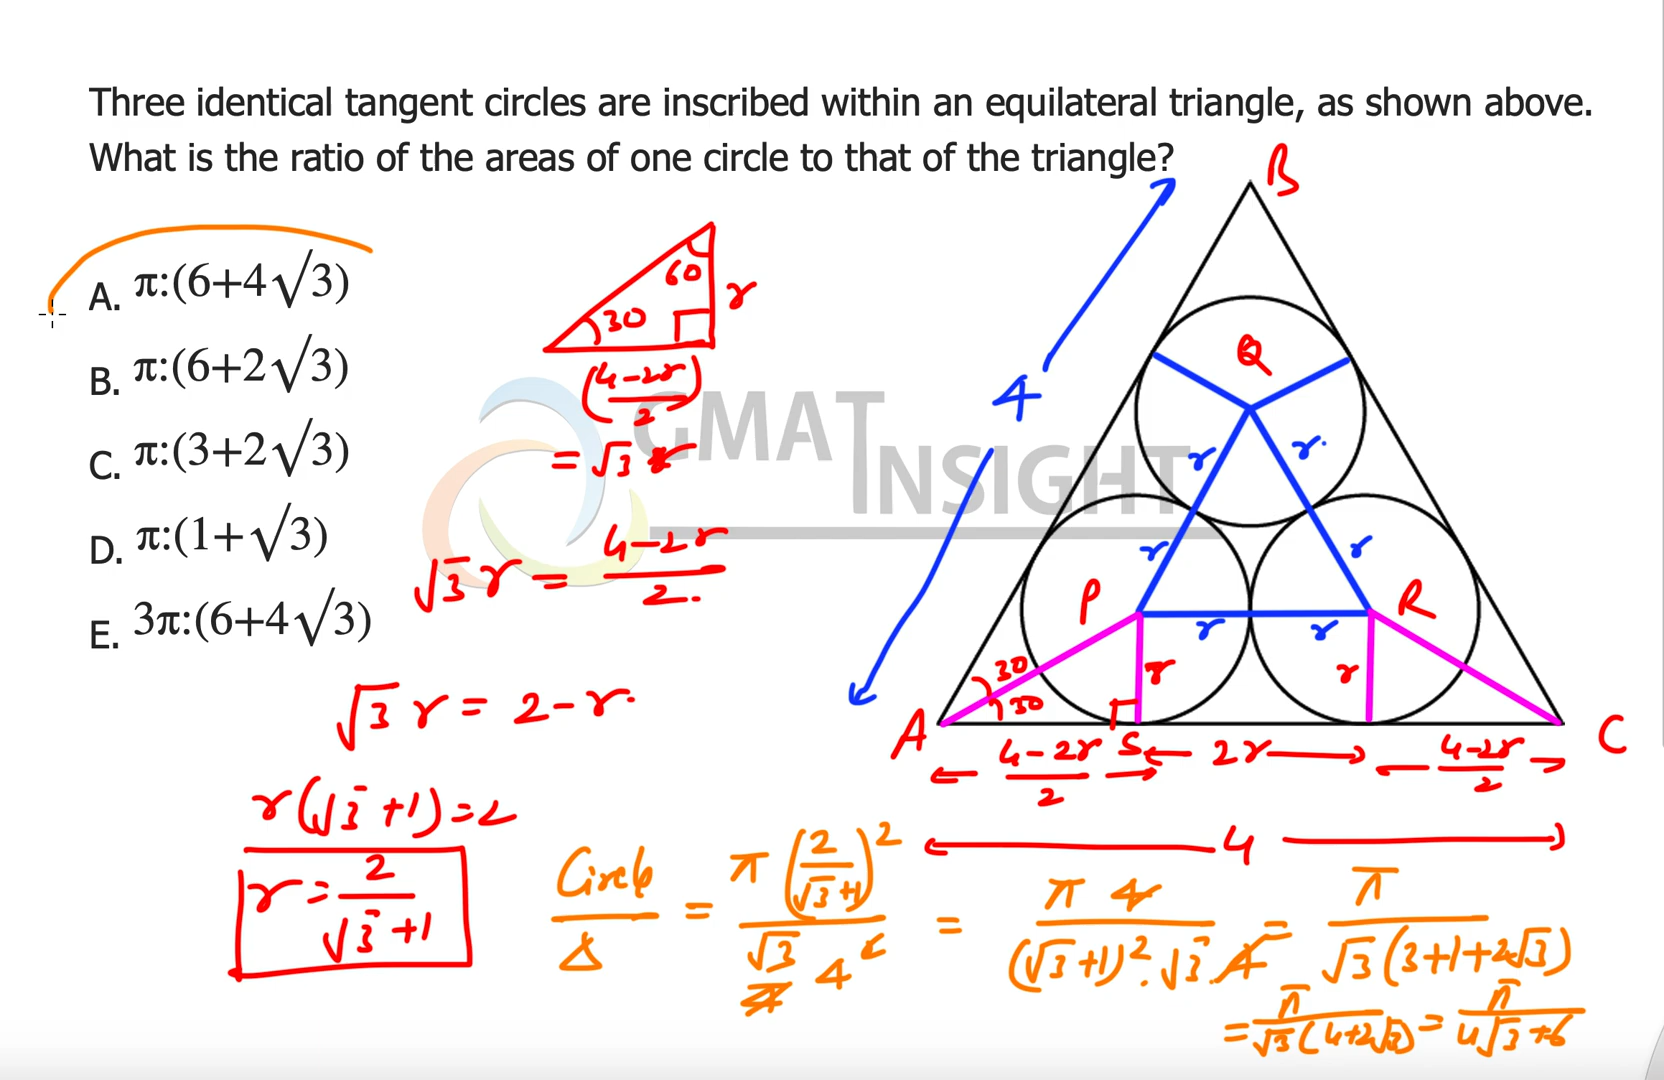 Three identical tangent circles are inscribed within an equilateral triangle, as shown above.
What is the ratio of the areas of one circle to that of the triangle?
A. π:(6+4√3)
B. π:(6+2√3)
C. π:(3+2√3)
D. π:(1+√3)
E. 3π:(6+4√3)
GMAT INSIGHT
60
30
r
(4-2r)/2
= √3 r
√3 r = (4-2r)/2.
√3 r = 2-r.
r(√3+1)=2
r = 2/(√3+1)
B
4
Q
r r
r r
P R
r r
30 r r
30
A S C
(4-2r)/2 2r (4-2r)/2
4
Circle/Δ = π(2/(√3+1))²/(√3/4 4²) = π 4/((√3+1)².√3.4) = π/(√3(3+1+2√3))
= π/(√3(4+2√3)) = π/(4√3+6)